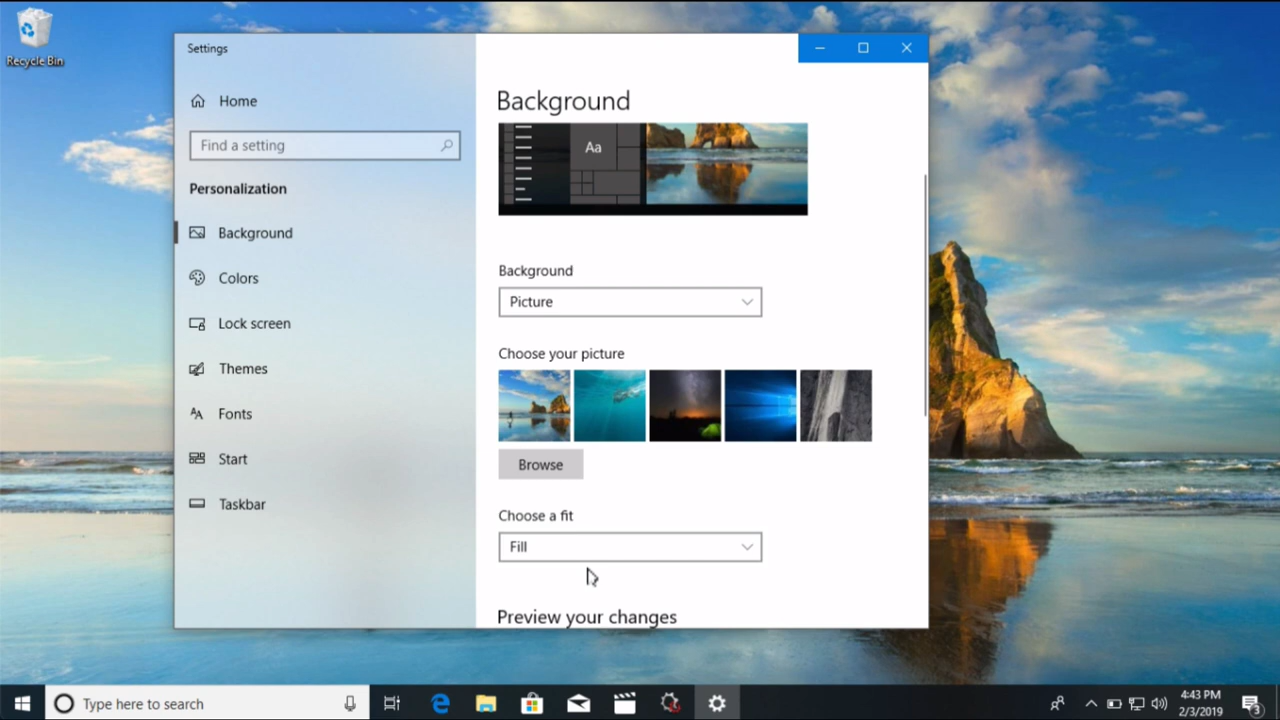 Recycle Bin
Settings
Home
Find a setting
Personalization
Background
Colors
Lock screen
Themes
Fonts
Start
Taskbar
Background
Aa
Background
Picture
Choose your picture
Browse
Choose a fit
Fill
Preview your changes
Type here to search
4:43 PM
2/3/2019
3